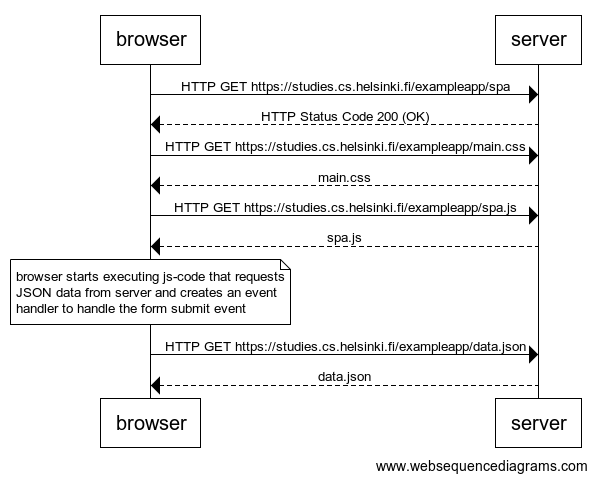 browser server
HTTP GET https://studies.cs.helsinki.fi/exampleapp/spa
HTTP Status Code 200 (OK)
HTTP GET https://studies.cs.helsinki.fi/exampleapp/main.css
main.css
HTTP GET https://studies.cs.helsinki.fi/exampleapp/spa.js
spa.js
browser starts executing js-code that requests
JSON data from server and creates an event
handler to handle the form submit event
HTTP GET https://studies.cs.helsinki.fi/exampleapp/data.json
data.json
browser server
www.websequencediagrams.com